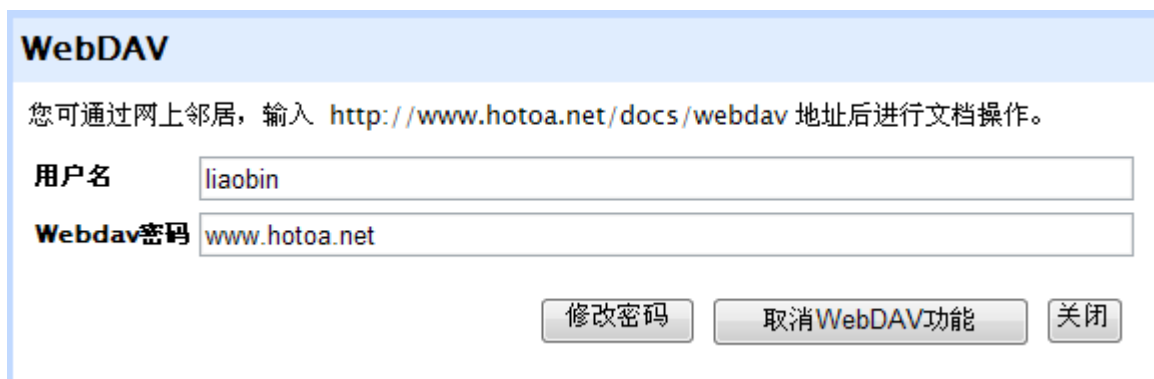 WebDAV
您可通过网上邻居，输入 http://www.hotoa.net/docs/webdav 地址后进行文档操作。
用户名 liaobin
Webdav密码 www.hotoa.net
修改密码 取消WebDAV功能 关闭